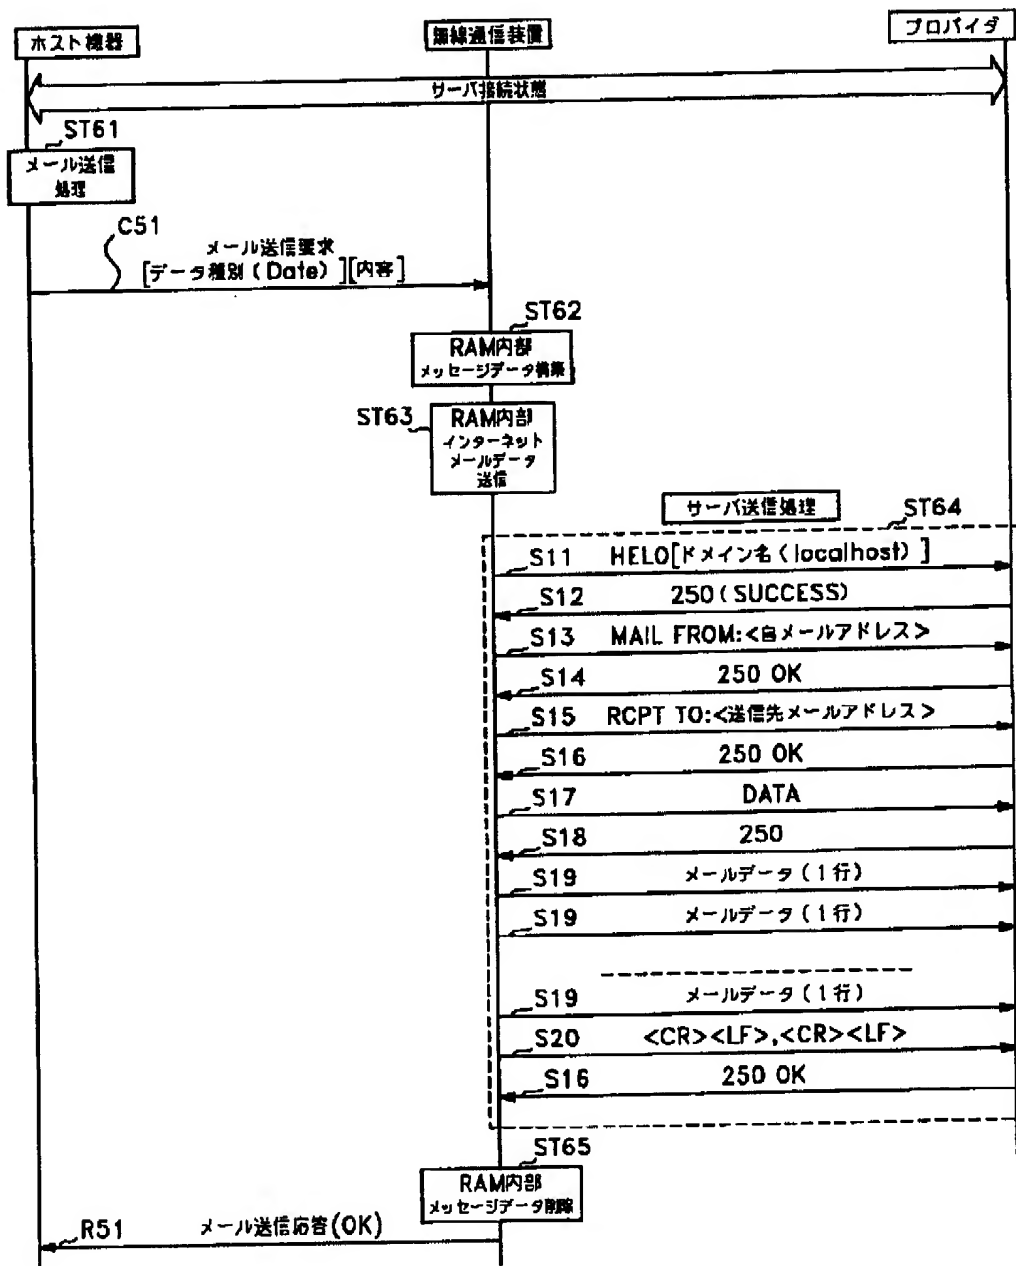 ホスト機器
無線通信装置
プロバイダ
サーバ接続状態
ST61
メール送信
処理
C51
メール送信要求
[データ種別(Date)][内容]
ST62
RAM内部
メッセージデータ構築
ST63
RAM内部
インターネット
メールデータ
送信
サーバ送信処理
ST64
S11 HELO[ドメイン名(localhost)]
S12 250(SUCCESS)
S13 MAIL FROM:<自メールアドレス>
S14 250 OK
S15 RCPT TO:<送信先メールアドレス>
S16 250 OK
S17 DATA
S18 250
S19 メールデータ(1行)
S19 メールデータ(1行)
S19 メールデータ(1行)
S20 <CR><LF>,<CR><LF>
S16 250 OK
ST65
RAM内部
メッセージデータ削除
R51 メール送信応答(OK)